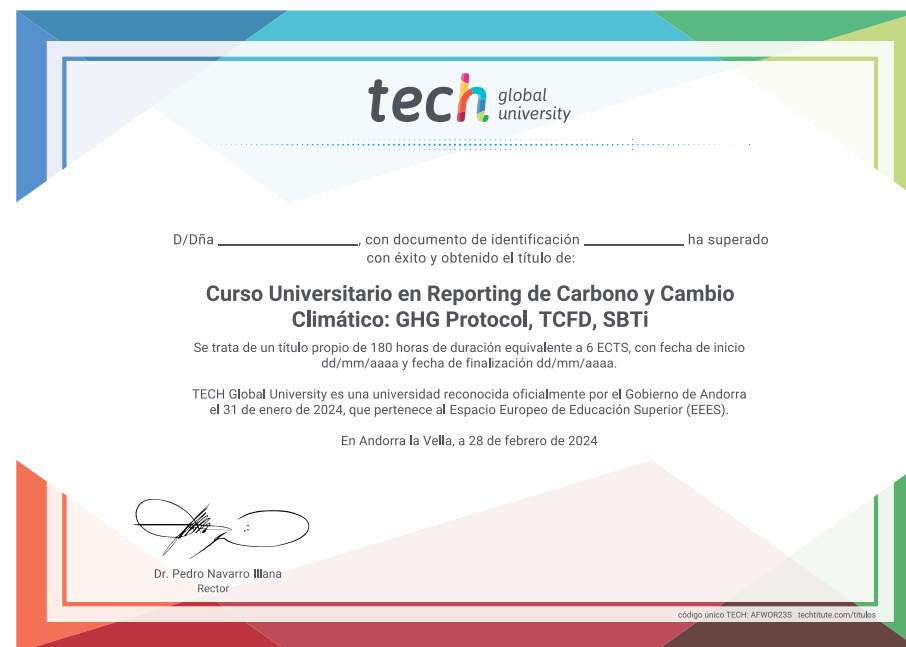 tech global university
D/Dña ____________________, con documento de identificación ______________ ha superado
con éxito y obtenido el título de:
Curso Universitario en Reporting de Carbono y Cambio
Climático: GHG Protocol, TCFD, SBTi
Se trata de un título propio de 180 horas de duración equivalente a 6 ECTS, con fecha de inicio
dd/mm/aaaa y fecha de finalización dd/mm/aaaa.
TECH Global University es una universidad reconocida oficialmente por el Gobierno de Andorra
el 31 de enero de 2024, que pertenece al Espacio Europeo de Educación Superior (EEES).
En Andorra la Vella, a 28 de febrero de 2024
Dr. Pedro Navarro Illana
Rector
código único TECH: AFWOR23S techtitute.com/titulos